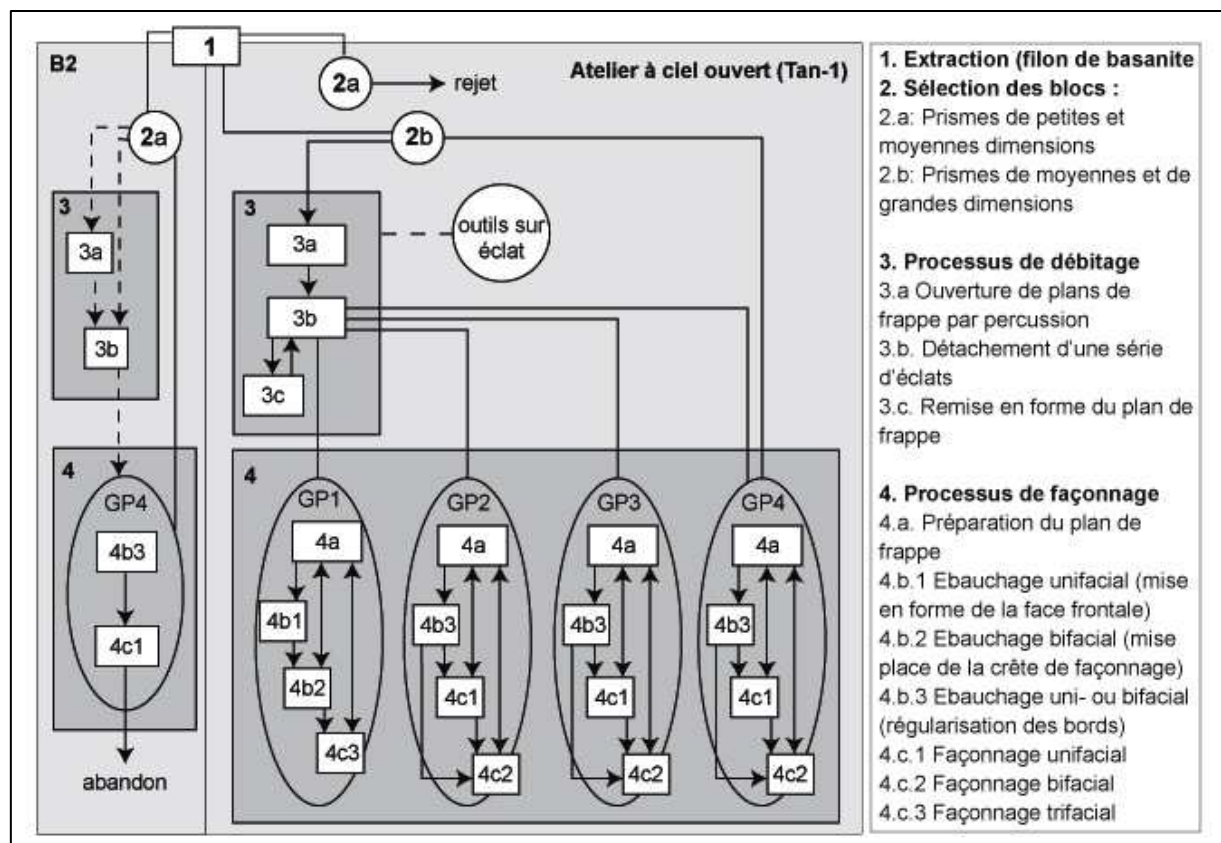 1
B2
Atelier à ciel ouvert (Tan-1)
2a
rejet
2a
2b
3
3a
3b
3
3a
3b
3c
outils sur
éclat
4
GP4
4b3
4c1
abandon
4
GP1
4a
4b1
4b2
4c3
GP2
4a
4b3
4c1
4c2
GP3
4a
4b3
4c1
4c2
GP4
4a
4b3
4c1
4c2
1. Extraction (filon de basanite
2. Sélection des blocs :
2.a: Prismes de petites et
moyennes dimensions
2.b: Prismes de moyennes et de
grandes dimensions
3. Processus de débitage
3.a Ouverture de plans de
frappe par percussion
3.b. Détachement d'une série
d'éclats
3.c. Remise en forme du plan de
frappe
4. Processus de façonnage
4.a. Préparation du plan de
frappe
4.b.1 Ebauchage unifacial (mise
en forme de la face frontale)
4.b.2 Ebauchage bifacial (mise
place de la crête de façonnage)
4.b.3 Ebauchage uni- ou bifacial
(régularisation des bords)
4.c.1 Façonnage unifacial
4.c.2 Façonnage bifacial
4.c.3 Façonnage trifacial